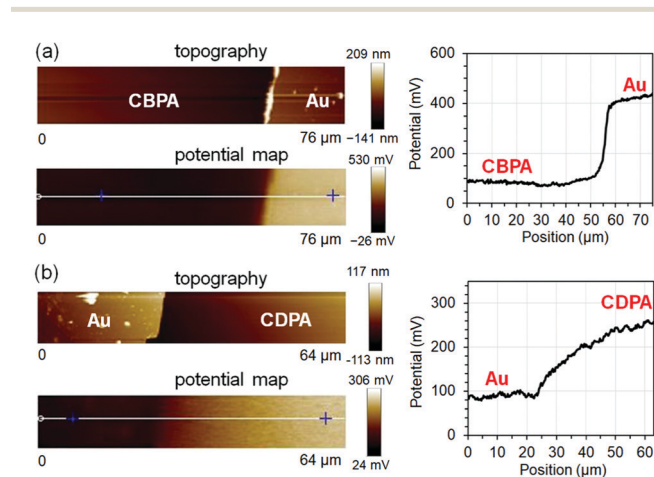 (a)
topography
209 nm
CBPA
Au
0
76 μm
−141 nm
potential map
530 mV
0
76 μm
−26 mV
600
400
200
0
Potential (mV)
CBPA
Au
0 10 20 30 40 50 60 70
Position (μm)
(b)
topography
117 nm
Au
CDPA
0
64 μm
-113 nm
potential map
306 mV
0
64 μm
24 mV
300
200
100
0
Potential (mV)
Au
CDPA
0 10 20 30 40 50 60
Position (μm)